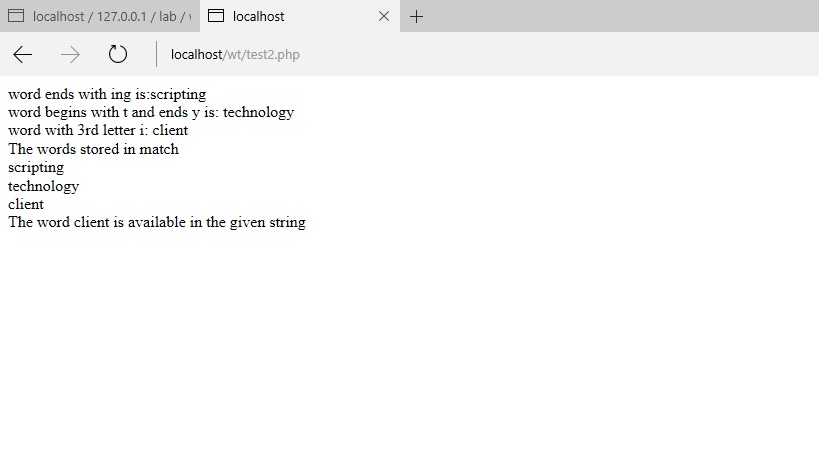 localhost / 127.0.0.1 / lab /
localhost
localhost/wt/test2.php
word ends with ing is:scripting
word begins with t and ends y is: technology
word with 3rd letter i: client
The words stored in match
scripting
technology
client
The word client is available in the given string